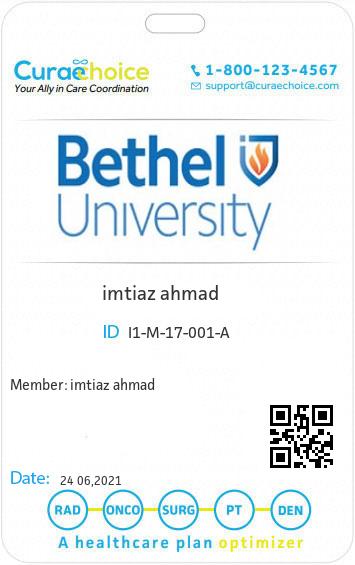 Curaechoice
Your Ally in Care Coordination
1-800-123-4567
support@curaechoice.com
Bethel
University
imtiaz ahmad
ID I1-M-17-001-A
Member: imtiaz ahmad
Date: 24 06,2021
RAD ONCO SURG PT DEN
A healthcare plan optimizer